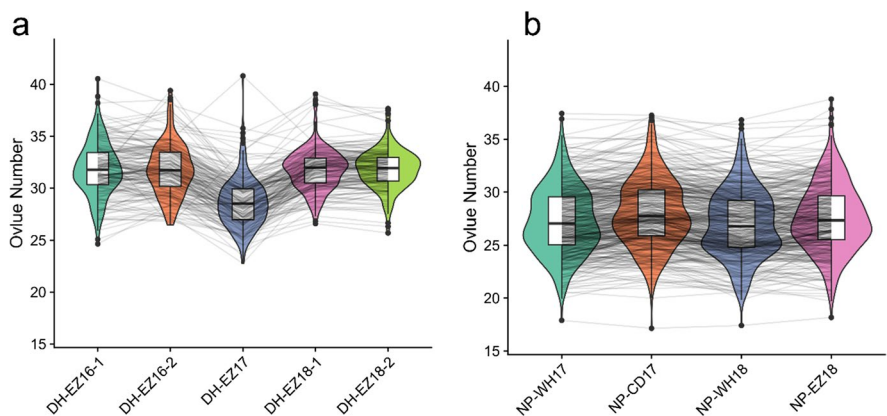 a
Ovlue Number
40
35
30
25
20
15
DH-EZ16-1
DH-EZ16-2
DH-EZ17
DH-EZ18-1
DH-EZ18-2
b
Ovlue Number
40
35
30
25
20
15
NP-WH17
NP-CD17
NP-WH18
NP-EZ18